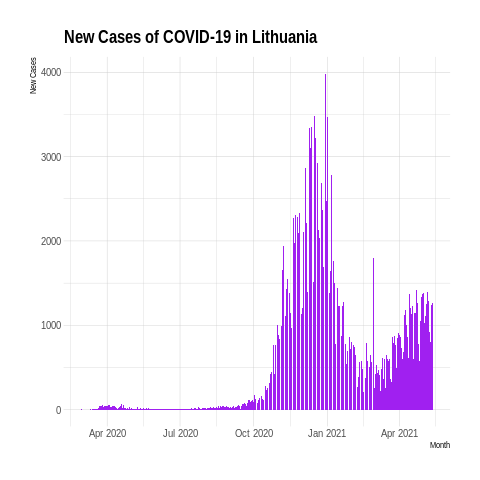 New Cases of COVID-19 in Lithuania
New Cases
4000
3000
2000
1000
0
Apr 2020 Jul 2020 Oct 2020 Jan 2021 Apr 2021
Month